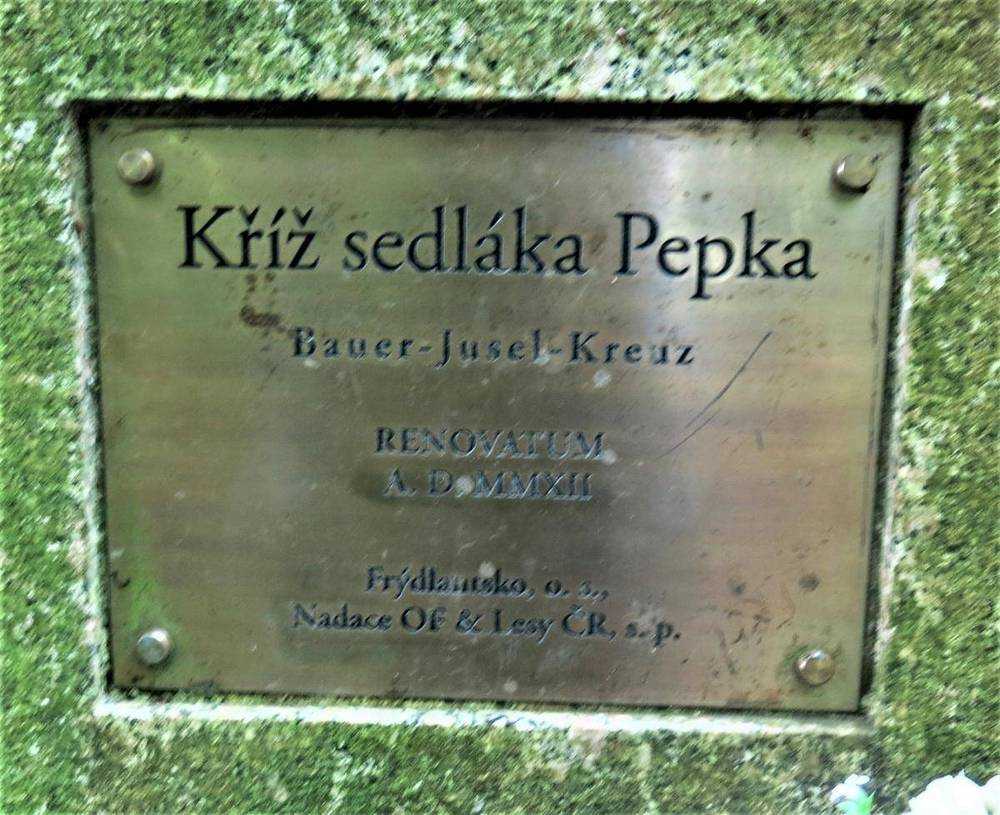 Kříž sedláka Pepka
Bauer-Jusel-Kreuz
RENOVATUM
A. D. MMXII
Frýdlantsko, o. s.,
Nadace OF & Lesy ČR, s. p.